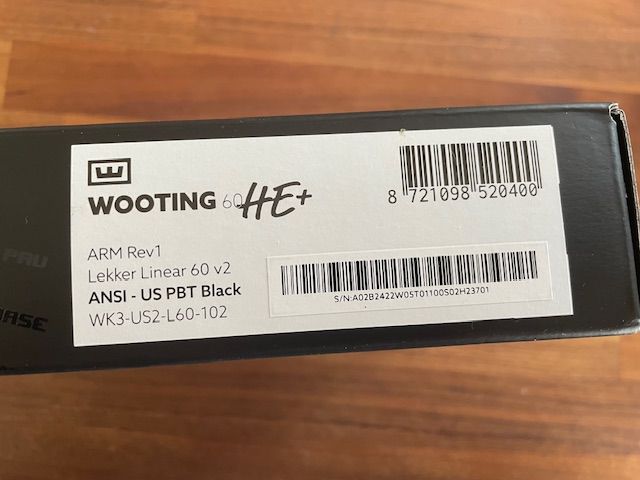 WOOTING 60HE+
8 721098 520400
ARM Rev1
Lekker Linear 60 v2
ANSI - US PBT Black
WK3-US2-L60-102
S/N:A02B2422W05T01100S02H23701
PRU